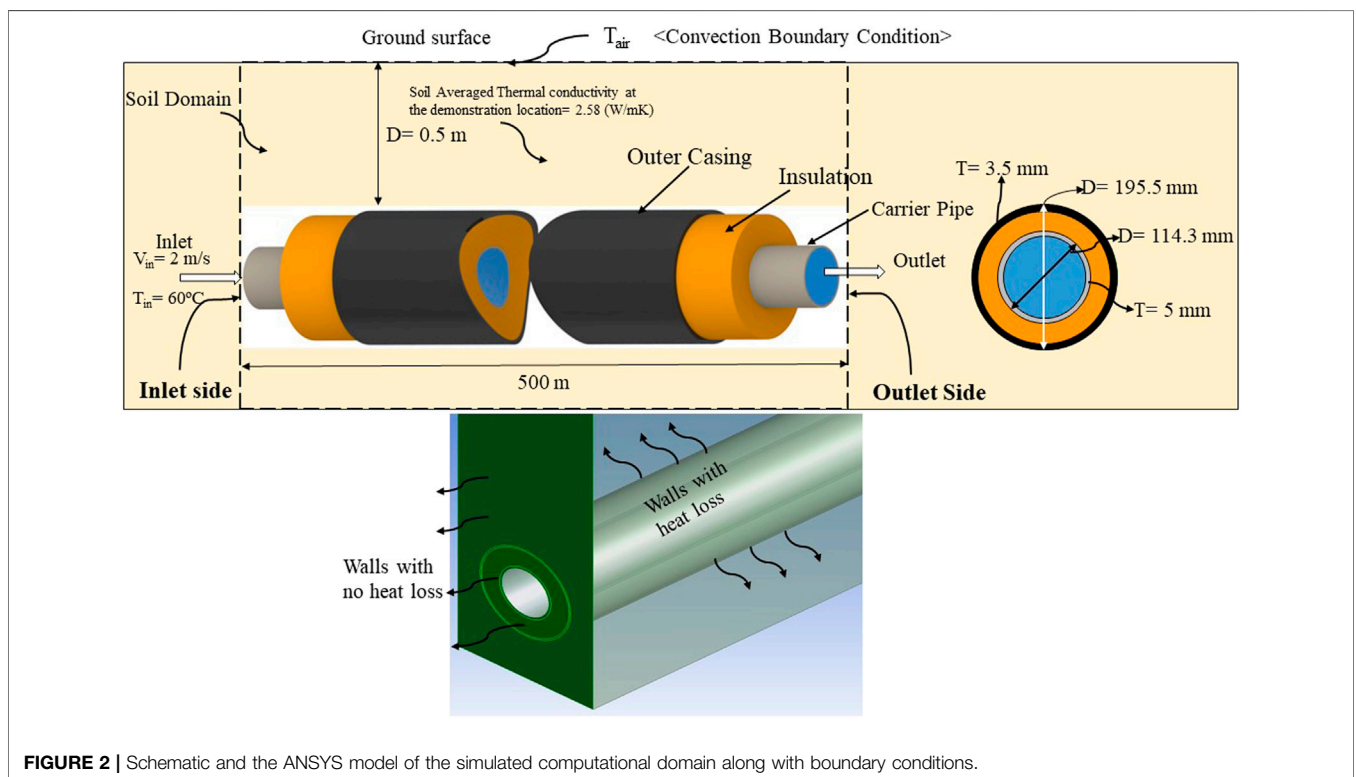 Ground surface
T_air <Convection Boundary Condition>
Soil Domain
Soil Averaged Thermal conductivity at
the demonstration location= 2.58 (W/mK)
D= 0.5 m
Outer Casing
Insulation
Carrier Pipe
Inlet
V_in= 2 m/s
T_in= 60°C
Outlet
T= 3.5 mm
D= 195.5 mm
D= 114.3 mm
T= 5 mm
500 m
Inlet side
Outlet Side
Walls with
heat loss
Walls with
no heat loss
FIGURE 2 | Schematic and the ANSYS model of the simulated computational domain along with boundary conditions.